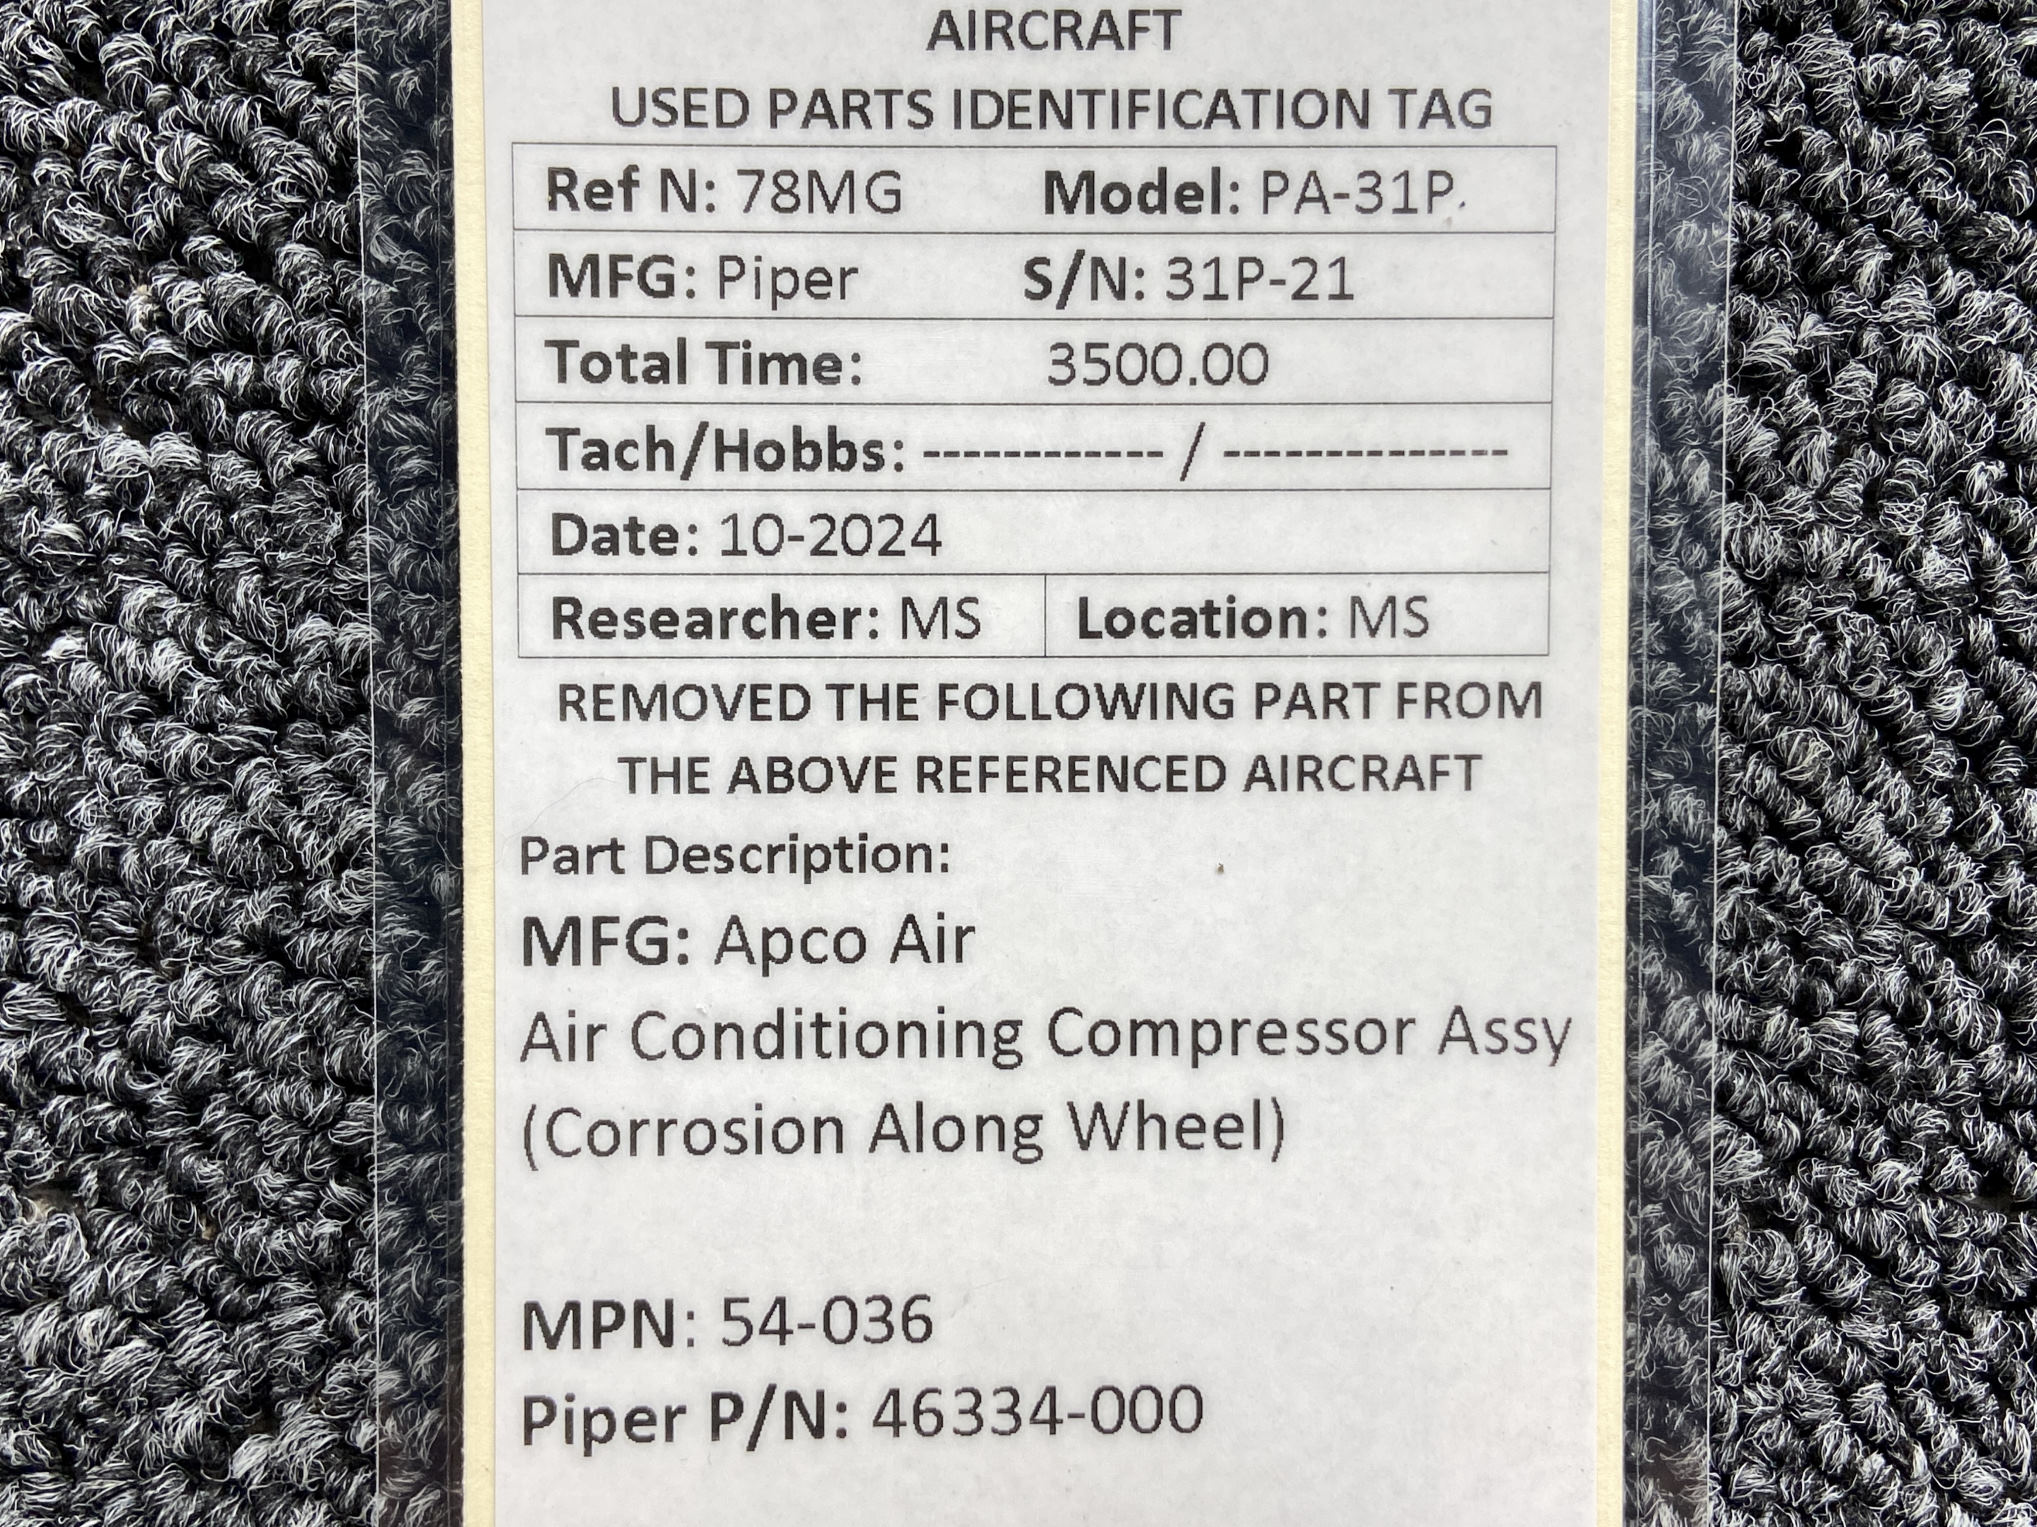 AIRCRAFT
USED PARTS IDENTIFICATION TAG
Ref N: 78MG Model: PA-31P.
MFG: Piper S/N: 31P-21
Total Time: 3500.00
Tach/Hobbs: ------------ / --------------
Date: 10-2024
Researcher: MS Location: MS
REMOVED THE FOLLOWING PART FROM
THE ABOVE REFERENCED AIRCRAFT
Part Description:
MFG: Apco Air
Air Conditioning Compressor Assy
(Corrosion Along Wheel)
MPN: 54-036
Piper P/N: 46334-000